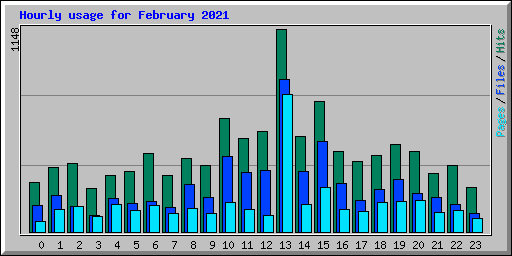 Hourly usage for February 2021
1148
Pages / Files / Hits
0 1 2 3 4 5 6 7 8 9 10 11 12 13 14 15 16 17 18 19 20 21 22 23